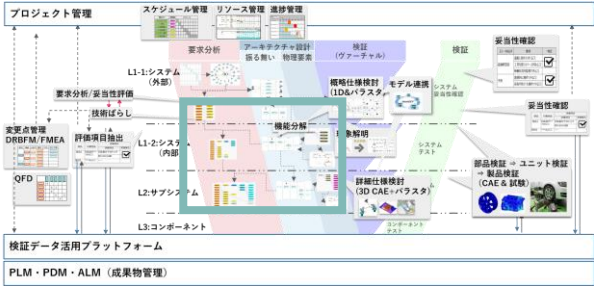 プロジェクト管理
スケジュール管理
リソース管理
進捗管理
要求分析
アーキテクチャ設計
振る舞い 物理要素
検証
(ヴァーチャル)
検証
妥当性確認
L1-1:システム
(外部)
概略仕様検討
(1D&パラスタ)
モデル連携
システム
妥当性確認
要求分析/妥当性評価
技術ばらし
変更点管理
DRBFM/FMEA
評価項目抽出
機能分解
妥当性確認
L1-2:システム
(内部
象解明
システム
テスト
QFD
L2:サブシステム
詳細仕様検討
(3D CAE+パラスタ)
部品検証 ⇒ ユニット検証
⇒ 製品検証
(CAE & 試験)
L3:コンポーネント
コンポーネント
テスト
検証データ活用プラットフォーム
PLM・PDM・ALM(成果物管理)